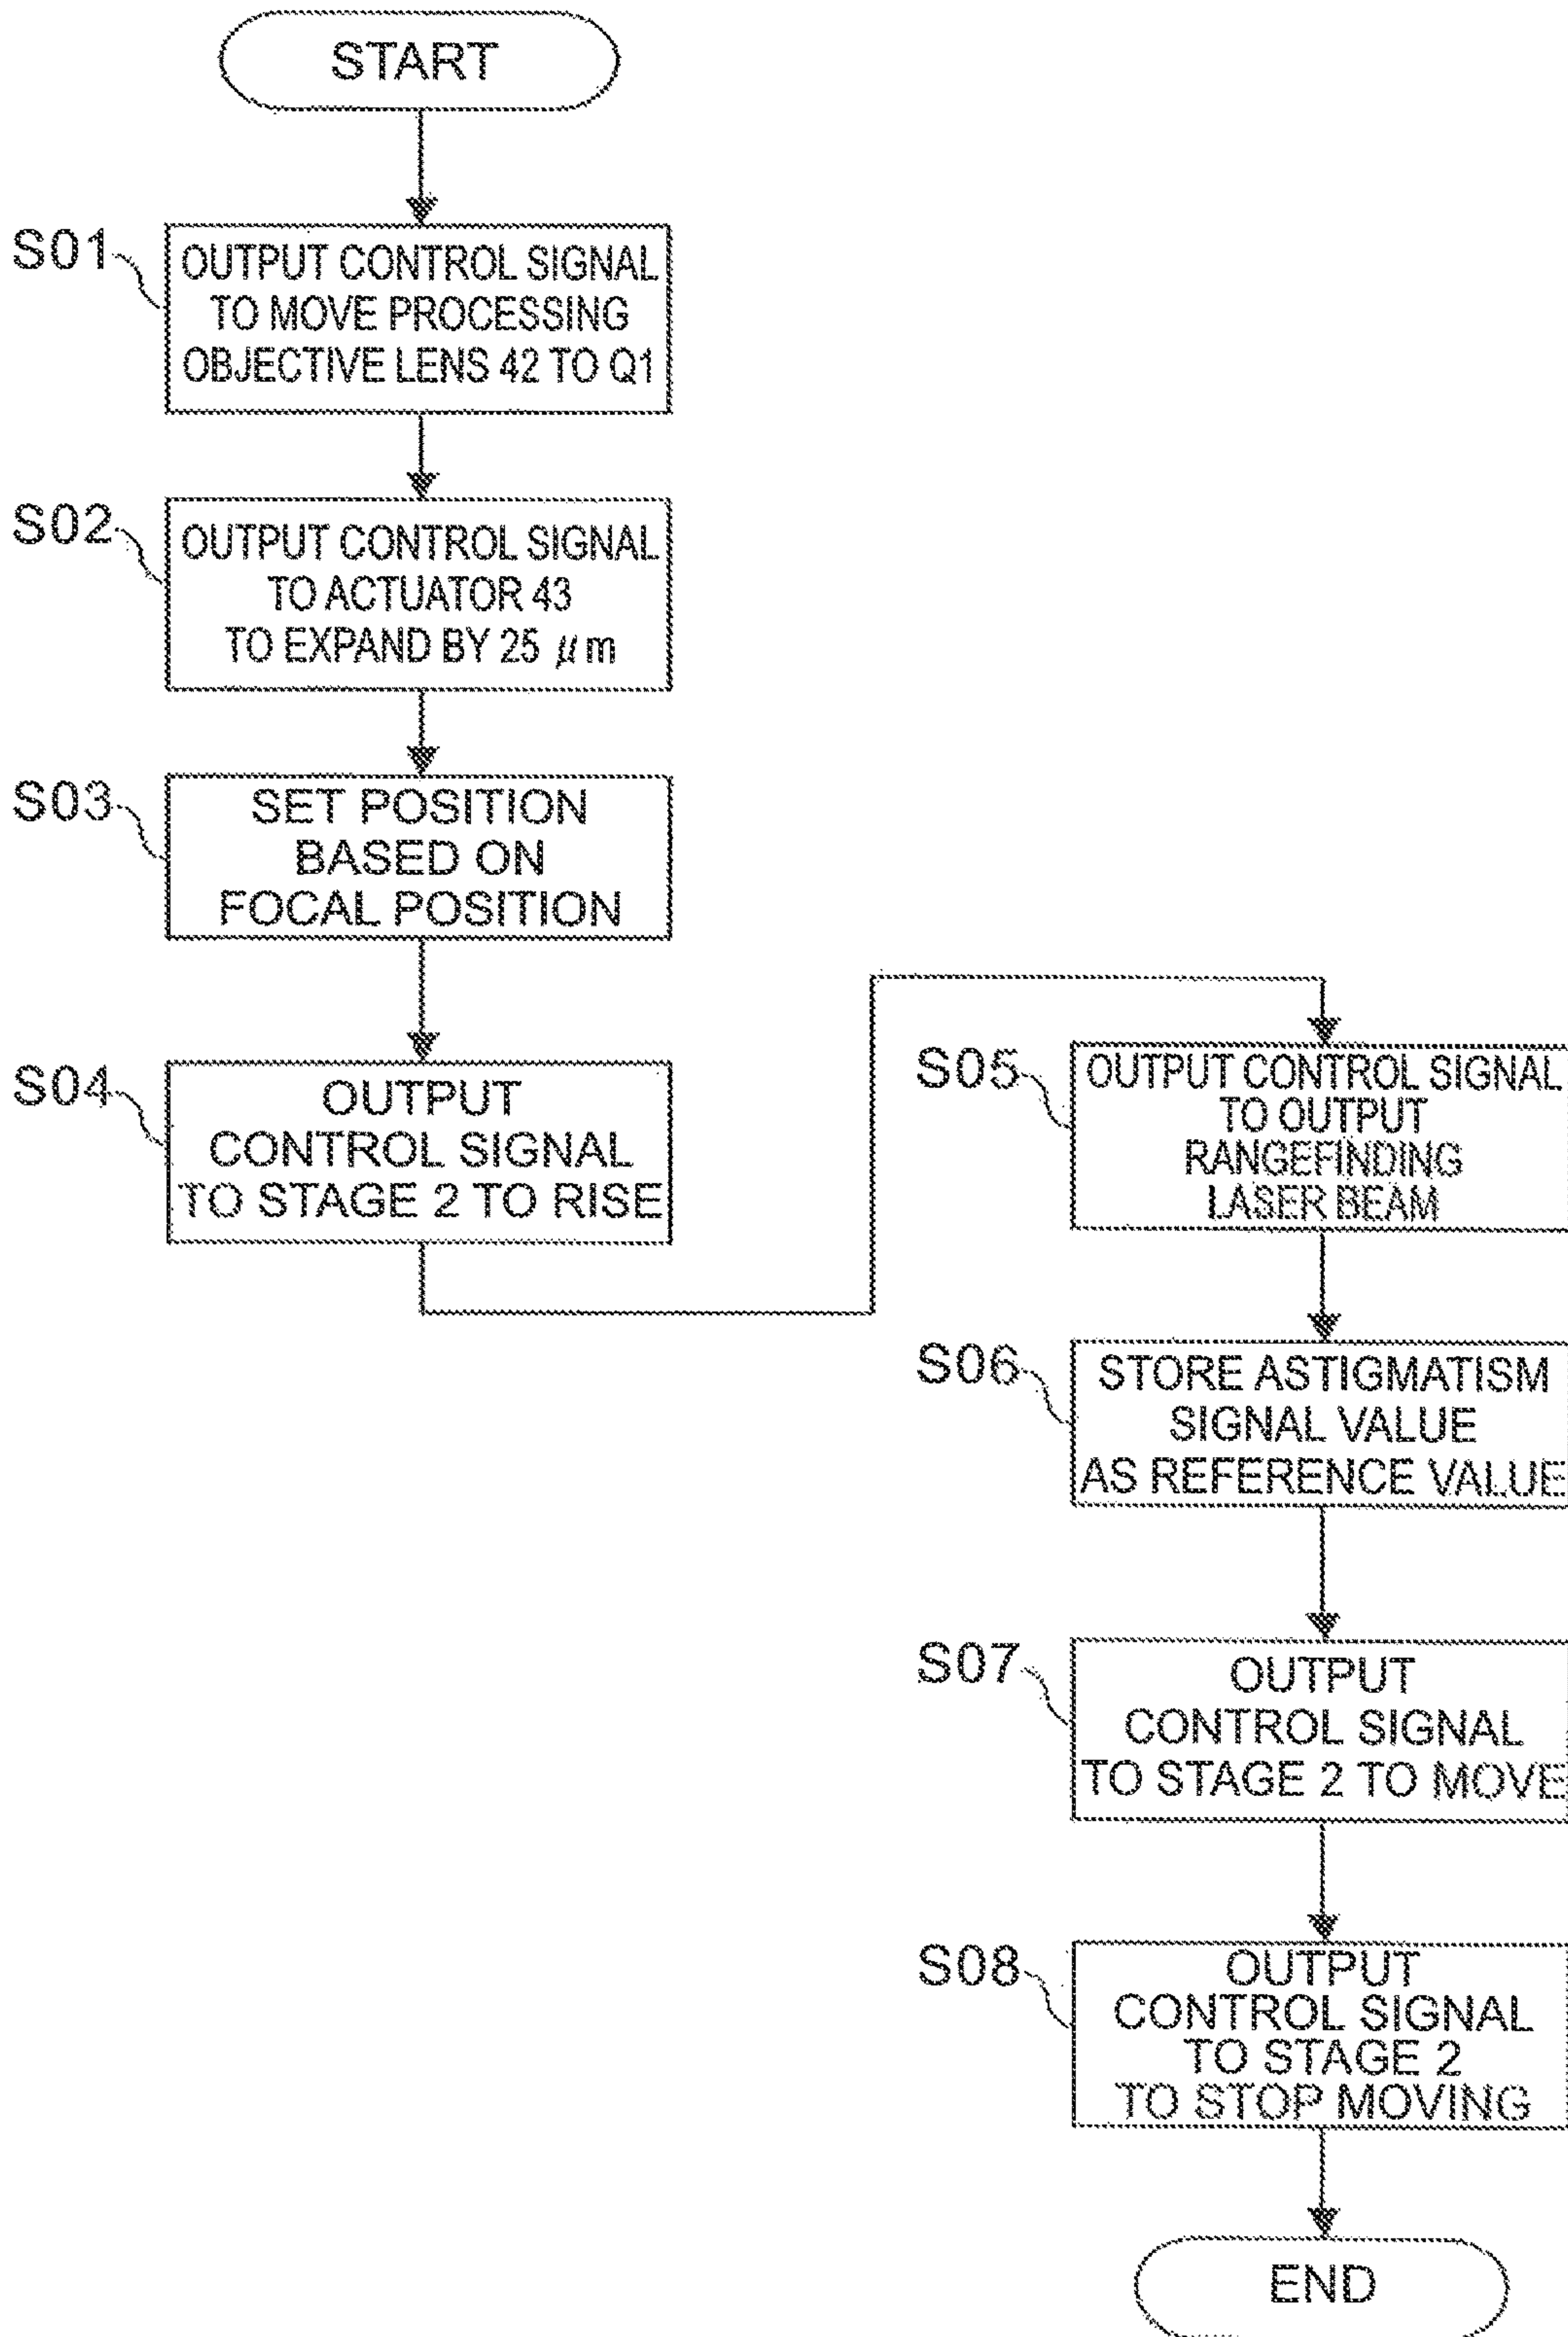 START
S01
OUTPUT CONTROL SIGNAL
TO MOVE PROCESSING
OBJECTIVE LENS 42 TO Q1
S02
OUTPUT CONTROL SIGNAL
TO ACTUATOR 43
TO EXPAND BY 25 μm
S03
SET POSITION
BASED ON
FOCAL POSITION
S04
OUTPUT
CONTROL SIGNAL
TO STAGE 2 TO RISE
S05
OUTPUT CONTROL SIGNAL
TO OUTPUT
RANGEFINDING
LASER BEAM
S06
STORE ASTIGMATISM
SIGNAL VALUE
AS REFERENCE VALUE
S07
OUTPUT
CONTROL SIGNAL
TO STAGE 2 TO MOVE
S08
OUTPUT
CONTROL SIGNAL
TO STAGE 2
TO STOP MOVING
END